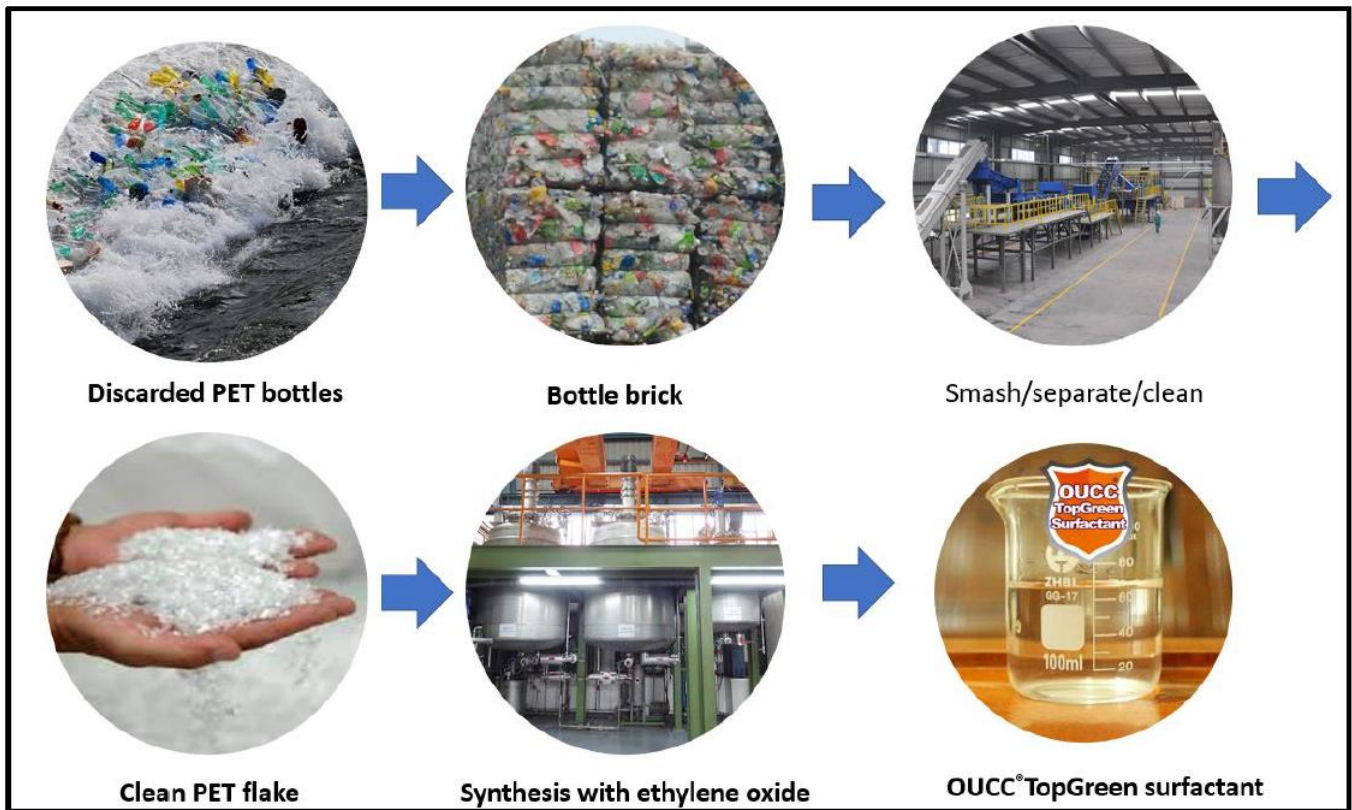 Discarded PET bottles
Bottle brick
Smash/separate/clean
OUCC
TopGreen
Surfactant
80
ZHBI
GG-17
60
40
100ml
20
Clean PET flake
Synthesis with ethylene oxide
OUCC®TopGreen surfactant